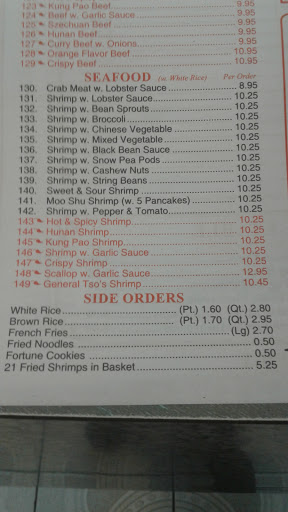 123 Kung Pao Beef 9.95
124 Beef w. Garlic Sauce 9.95
125 Szechuan Beef 9.95
126 Hunan Beef 9.95
127 Curry Beef w. Onions 9.95
128 Orange Flavor Beef 10.95
129 Crispy Beef 10.95
SEAFOOD (w. White Rice) Per Order
130. Crab Meat w. Lobster Sauce 8.95
131. Shrimp w. Lobster Sauce 10.25
132. Shrimp w. Bean Sprouts 10.25
133. Shrimp w. Broccoli 10.25
134. Shrimp w. Chinese Vegetable 10.25
135. Shrimp w. Mixed Vegetable 10.25
136. Shrimp w. Black Bean Sauce 10.25
137. Shrimp w. Snow Pea Pods 10.25
138. Shrimp w. Cashew Nuts 10.25
139. Shrimp w. String Beans 10.25
140. Sweet & Sour Shrimp 10.25
141. Moo Shu Shrimp (w. 5 Pancakes) 10.25
142. Shrimp w. Pepper & Tomato 10.25
143 Hot & Spicy Shrimp 10.25
144 Hunan Shrimp 10.25
145 Kung Pao Shrimp 10.25
146 Shrimp w. Garlic Sauce 10.25
147 Crispy Shrimp 10.25
148 Scallop w. Garlic Sauce 12.95
149 General Tso's Shrimp 10.45
SIDE ORDERS
White Rice (Pt.) 1.60 (Qt.) 2.80
Brown Rice (Pt.) 1.70 (Qt.) 2.95
French Fries (Lg) 2.70
Fried Noodles 0.50
Fortune Cookies 0.50
21 Fried Shrimps in Basket 5.25